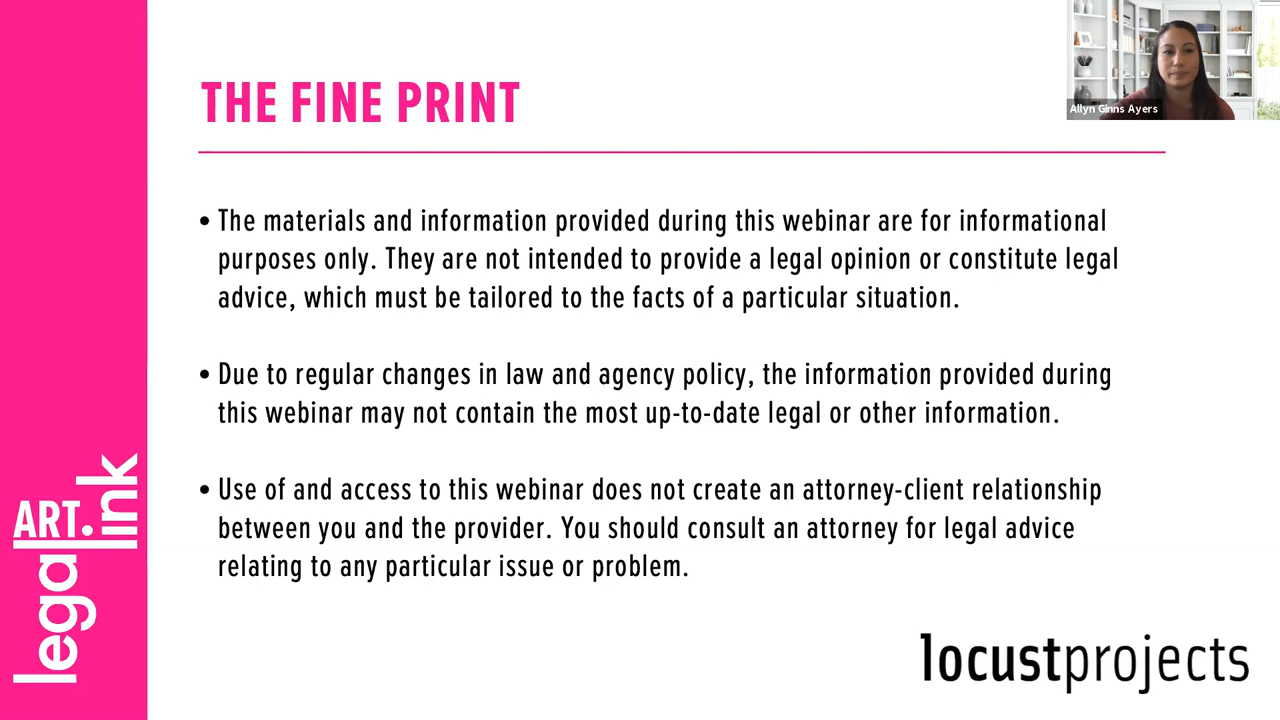 THE FINE PRINT
Allyn Ginns Ayers
• The materials and information provided during this webinar are for informational
purposes only. They are not intended to provide a legal opinion or constitute legal
advice, which must be tailored to the facts of a particular situation.
• Due to regular changes in law and agency policy, the information provided during
this webinar may not contain the most up-to-date legal or other information.
• Use of and access to this webinar does not create an attorney-client relationship
between you and the provider. You should consult an attorney for legal advice
relating to any particular issue or problem.
legal
ART.
link
locustprojects